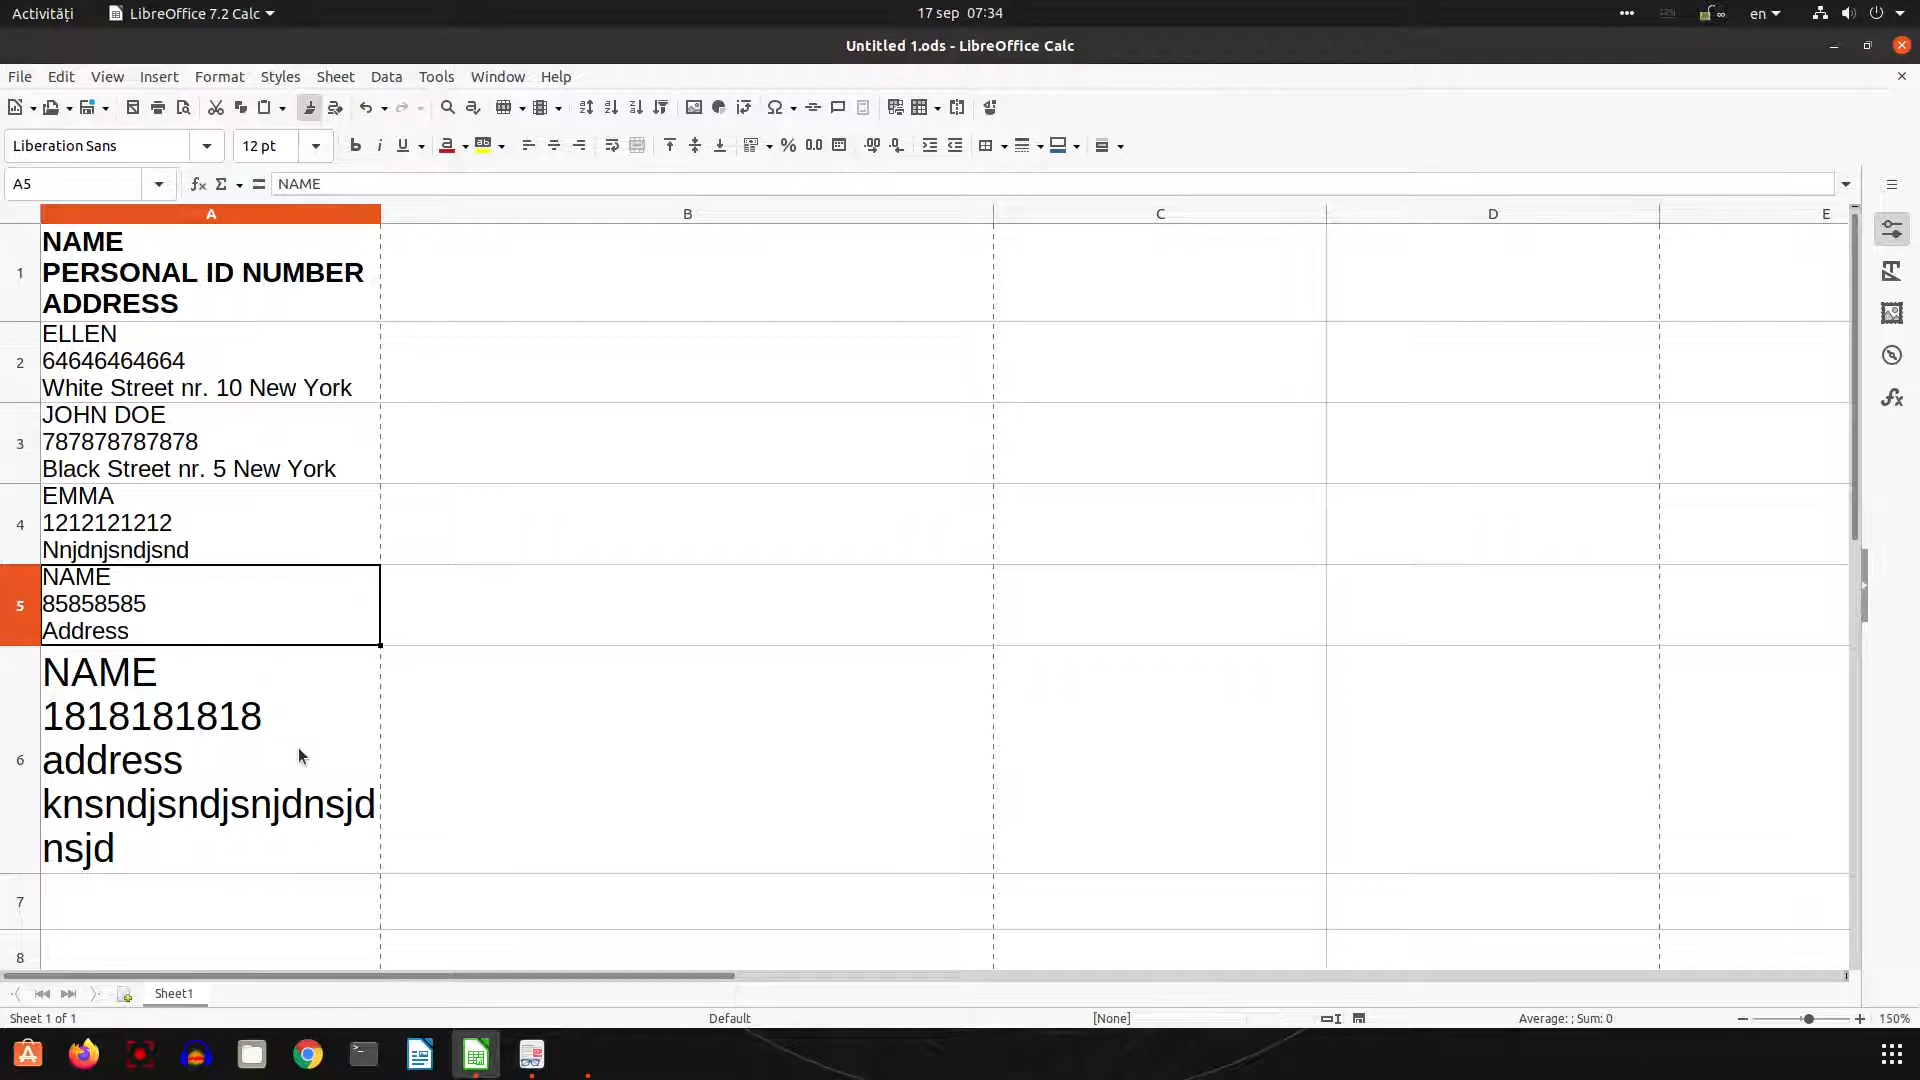 Activități LibreOffice 7.2 Calc 17 sep 07:34 en
Untitled 1.ods - LibreOffice Calc
File Edit View Insert Format Styles Sheet Data Tools Window Help
Liberation Sans 12 pt
A5 NAME
A B C D E
1 NAME
PERSONAL ID NUMBER
ADDRESS
2 ELLEN
64646464664
White Street nr. 10 New York
3 JOHN DOE
787878787878
Black Street nr. 5 New York
4 EMMA
1212121212
Nnjdnjsndjsnd
5 NAME
85858585
Address
6 NAME
1818181818
address
knsndjsndjsnjdnsjd
nsjd
7
8
Sheet1
Sheet 1 of 1 Default [None] Average: ; Sum: 0 150%